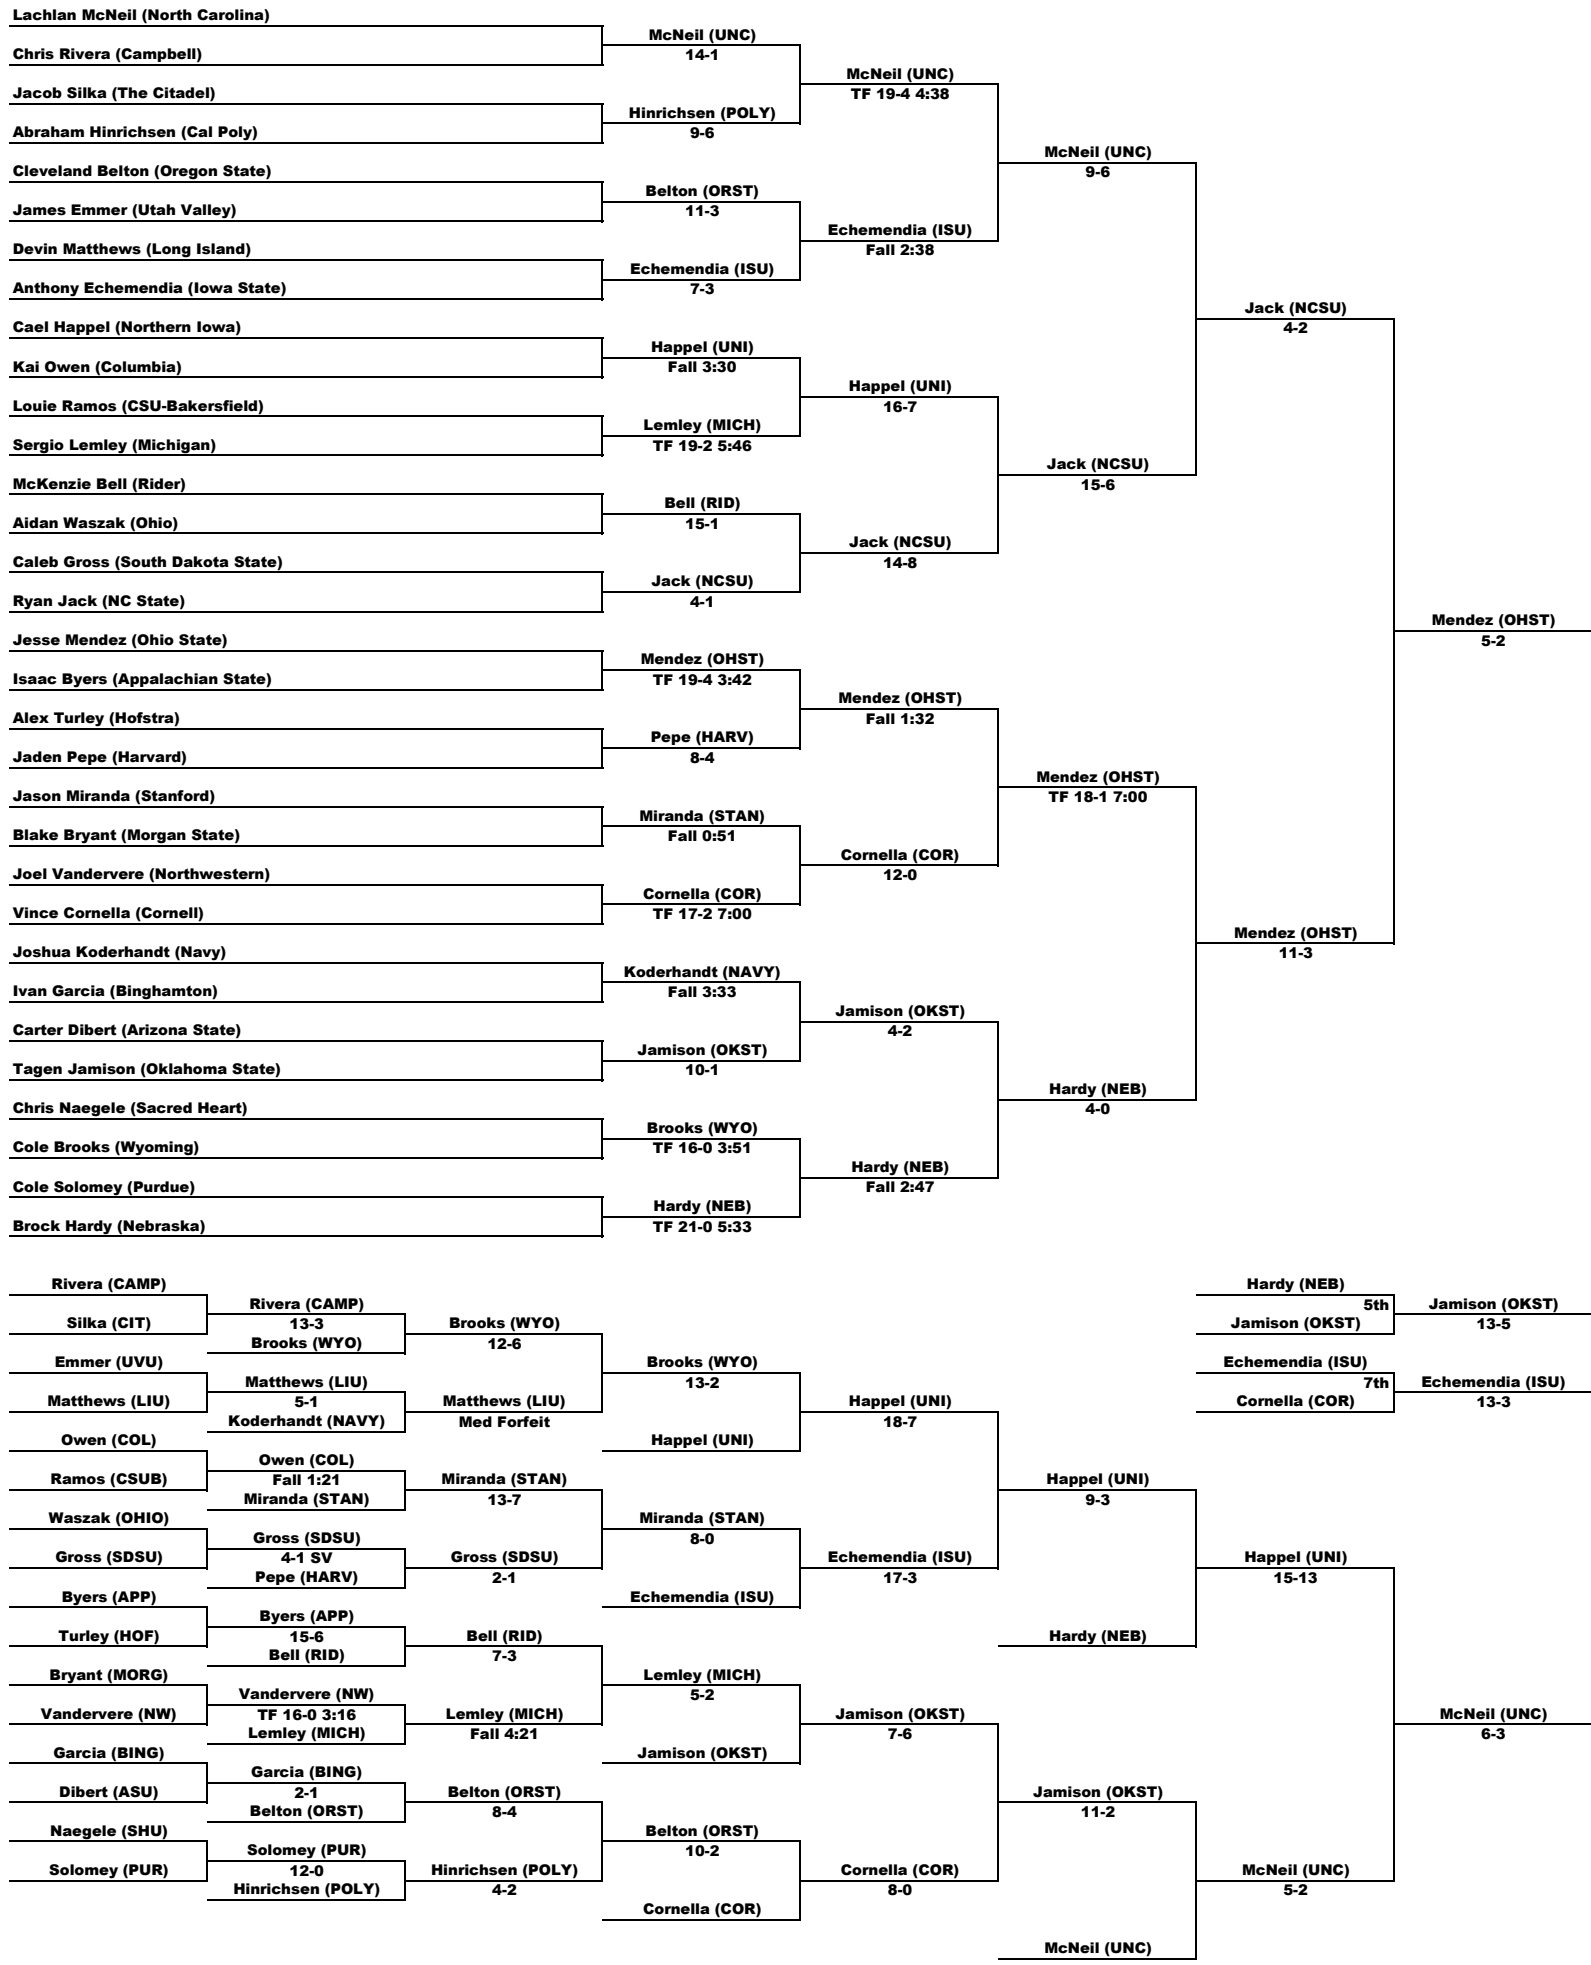 Lachlan McNeil (North Carolina)
Chris Rivera (Campbell)
Jacob Silka (The Citadel)
Abraham Hinrichsen (Cal Poly)
Cleveland Belton (Oregon State)
James Emmer (Utah Valley)
Devin Matthews (Long Island)
Anthony Echemendia (Iowa State)
Cael Happel (Northern Iowa)
Kai Owen (Columbia)
Louie Ramos (CSU-Bakersfield)
Sergio Lemley (Michigan)
McKenzie Bell (Rider)
Aidan Waszak (Ohio)
Caleb Gross (South Dakota State)
Ryan Jack (NC State)
Jesse Mendez (Ohio State)
Isaac Byers (Appalachian State)
Alex Turley (Hofstra)
Jaden Pepe (Harvard)
Jason Miranda (Stanford)
Blake Bryant (Morgan State)
Joel Vandervere (Northwestern)
Vince Cornella (Cornell)
Joshua Koderhandt (Navy)
Ivan Garcia (Binghamton)
Carter Dibert (Arizona State)
Tagen Jamison (Oklahoma State)
Chris Naegele (Sacred Heart)
Cole Brooks (Wyoming)
Cole Solomey (Purdue)
Brock Hardy (Nebraska)
McNeil (UNC)
14-1
Hinrichsen (POLY)
9-6
Belton (ORST)
11-3
Echemendia (ISU)
7-3
Happel (UNI)
Fall 3:30
Lemley (MICH)
TF 19-2 5:46
Bell (RID)
15-1
Jack (NCSU)
4-1
Mendez (OHST)
TF 19-4 3:42
Pepe (HARV)
8-4
Miranda (STAN)
Fall 0:51
Cornella (COR)
TF 17-2 7:00
Koderhandt (NAVY)
Fall 3:33
Jamison (OKST)
10-1
Brooks (WYO)
TF 16-0 3:51
Hardy (NEB)
TF 21-0 5:33
McNeil (UNC)
TF 19-4 4:38
Echemendia (ISU)
Fall 2:38
Happel (UNI)
16-7
Jack (NCSU)
14-8
Mendez (OHST)
Fall 1:32
Cornella (COR)
12-0
Jamison (OKST)
4-2
Hardy (NEB)
Fall 2:47
McNeil (UNC)
9-6
Jack (NCSU)
15-6
Mendez (OHST)
TF 18-1 7:00
Hardy (NEB)
4-0
Jack (NCSU)
4-2
Mendez (OHST)
11-3
Mendez (OHST)
5-2
Rivera (CAMP)
Silka (CIT)
Emmer (UVU)
Matthews (LIU)
Owen (COL)
Ramos (CSUB)
Waszak (OHIO)
Gross (SDSU)
Byers (APP)
Turley (HOF)
Bryant (MORG)
Vandervere (NW)
Garcia (BING)
Dibert (ASU)
Naegele (SHU)
Solomey (PUR)
Rivera (CAMP)
13-3
Brooks (WYO)
Matthews (LIU)
5-1
Koderhandt (NAVY)
Owen (COL)
Fall 1:21
Miranda (STAN)
Gross (SDSU)
4-1 SV
Pepe (HARV)
Byers (APP)
15-6
Bell (RID)
Vandervere (NW)
TF 16-0 3:16
Lemley (MICH)
Garcia (BING)
2-1
Belton (ORST)
Solomey (PUR)
12-0
Hinrichsen (POLY)
Brooks (WYO)
12-6
Matthews (LIU)
Med Forfeit
Miranda (STAN)
13-7
Gross (SDSU)
2-1
Bell (RID)
7-3
Lemley (MICH)
Fall 4:21
Belton (ORST)
8-4
Hinrichsen (POLY)
4-2
Brooks (WYO)
13-2
Happel (UNI)
Miranda (STAN)
8-0
Echemendia (ISU)
Lemley (MICH)
5-2
Jamison (OKST)
Belton (ORST)
10-2
Cornella (COR)
Happel (UNI)
18-7
Echemendia (ISU)
17-3
Jamison (OKST)
7-6
Cornella (COR)
8-0
Happel (UNI)
9-3
Hardy (NEB)
Jamison (OKST)
11-2
McNeil (UNC)
Happel (UNI)
15-13
McNeil (UNC)
5-2
McNeil (UNC)
6-3
Hardy (NEB)
5th
Jamison (OKST)
Jamison (OKST)
13-5
Echemendia (ISU)
7th
Cornella (COR)
Echemendia (ISU)
13-3